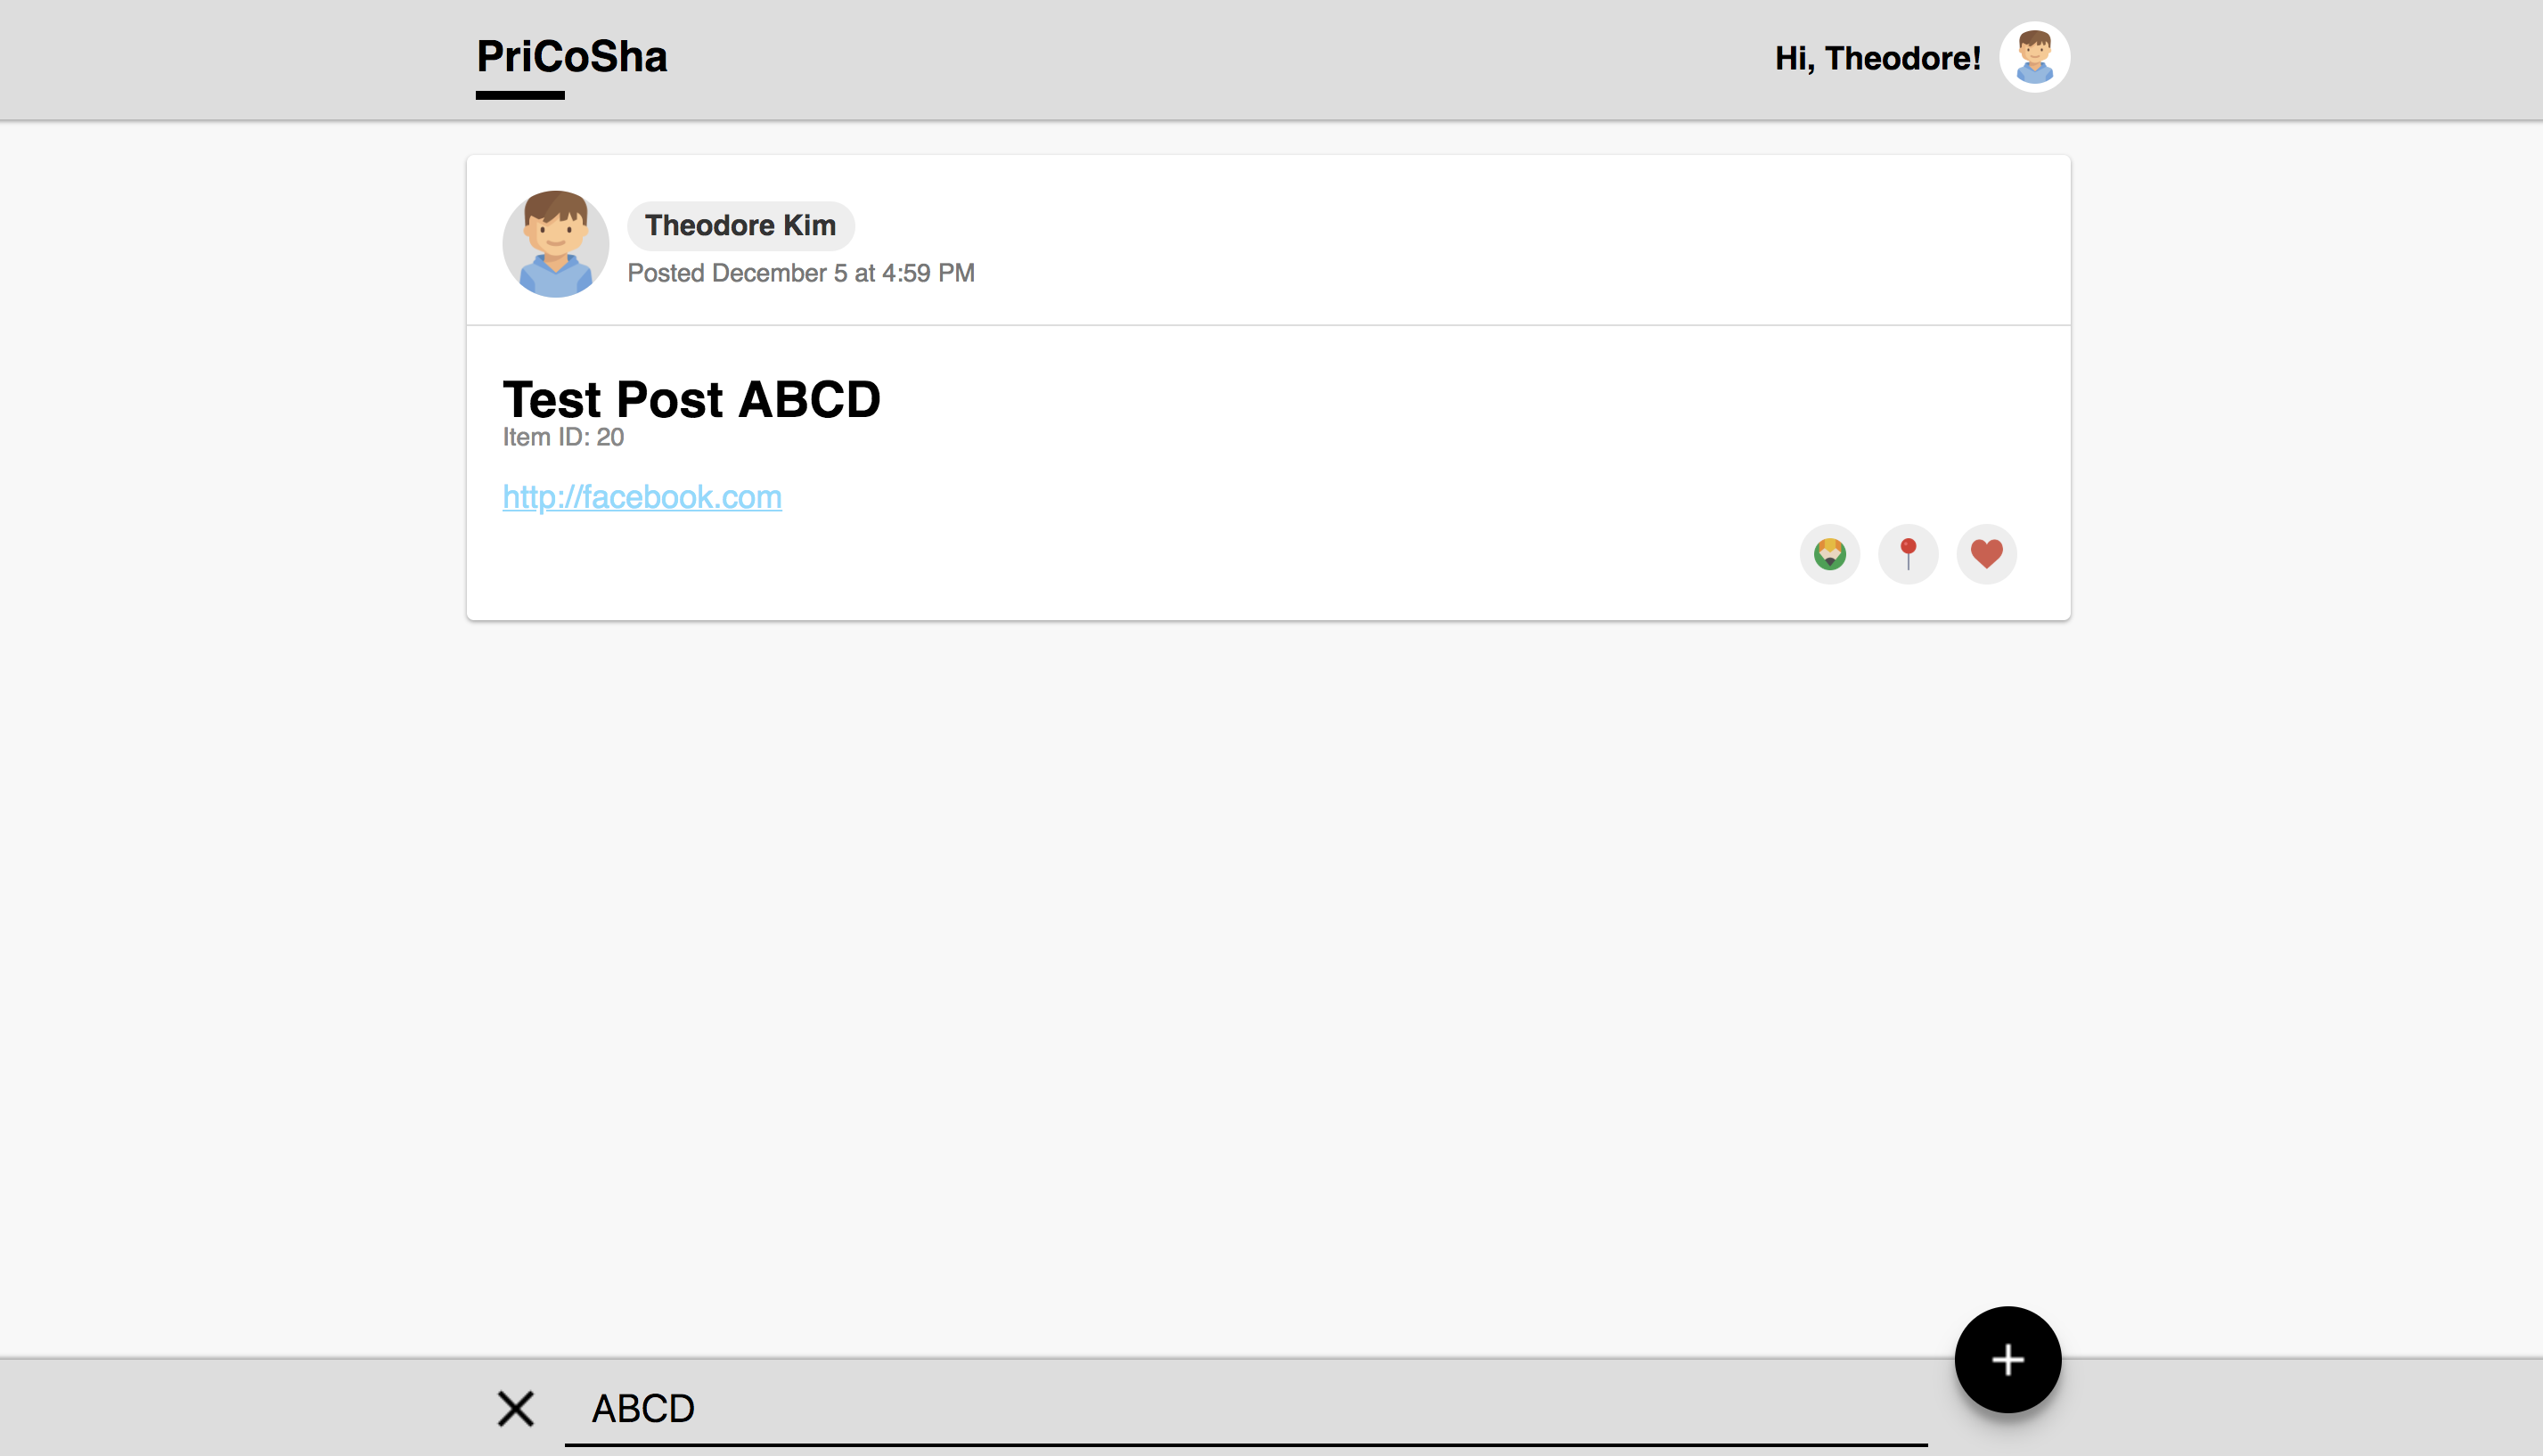 PriCoSha
Hi, Theodore!
Theodore Kim
Posted December 5 at 4:59 PM
Test Post ABCD
Item ID: 20
http://facebook.com
ABCD